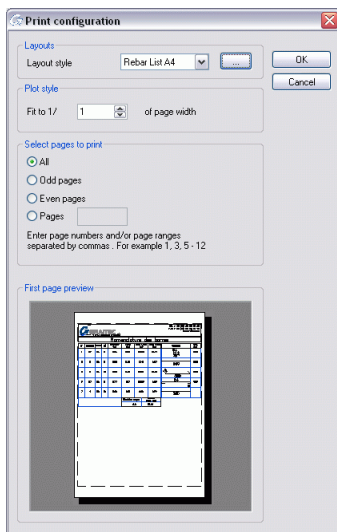 Print configuration
Layouts
Layout style Rebar List A4 ...
OK
Cancel
Plot style
Fit to 1/ 1 of page width
Select pages to print
All
Odd pages
Even pages
Pages
Enter page numbers and/or page ranges
separated by commas . For example 1, 3, 5 - 12
First page preview
GRAITEC
Nomenclature des barres